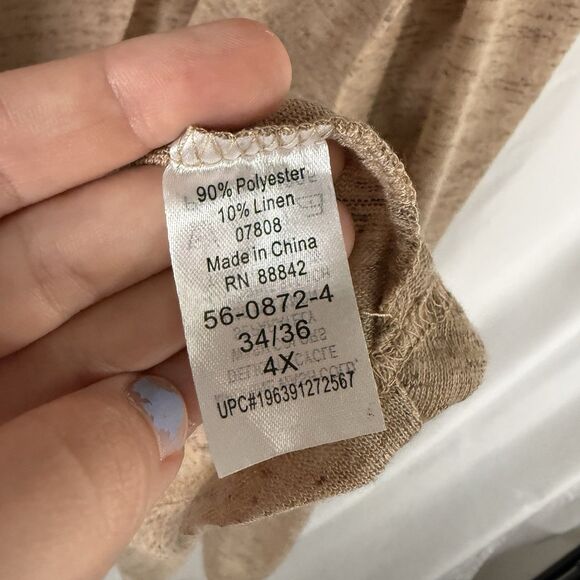 90% Polyester
10% Linen
07808
Made in China
RN 88842
56-0872-4
34/36
4X
UPC#196391272567